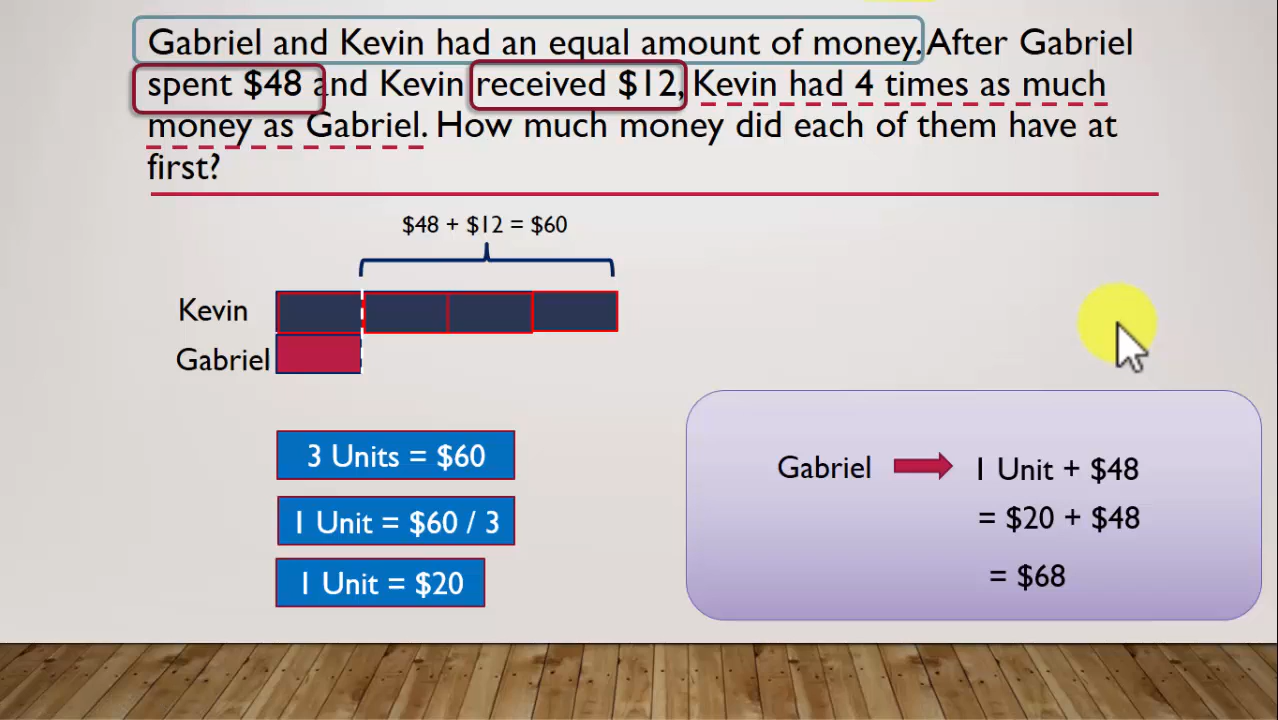 Gabriel and Kevin had an equal amount of money. After Gabriel
spent $48 and Kevin received $12, Kevin had 4 times as much
money as Gabriel. How much money did each of them have at
first?
$48 + $12 = $60
Kevin
Gabriel
3 Units = $60
1 Unit = $60 / 3
1 Unit = $20
Gabriel 1 Unit + $48
= $20 + $48
= $68